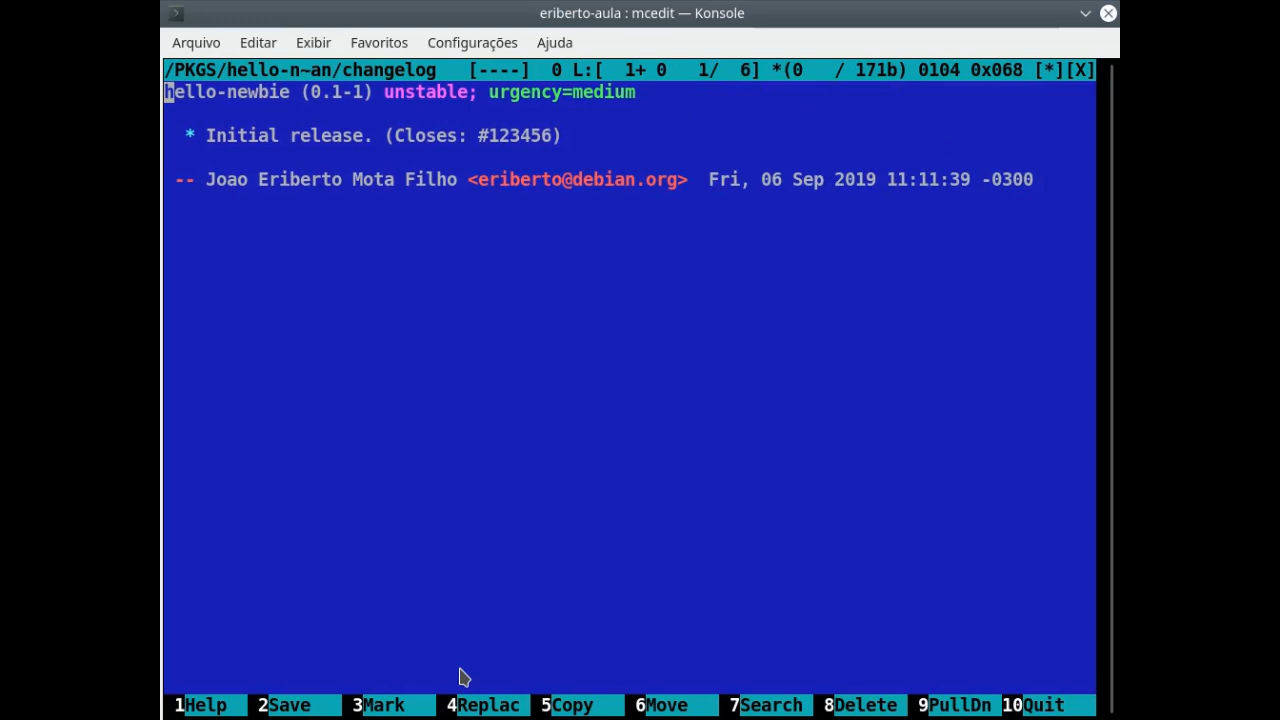 eriberto-aula : mcedit — Konsole
Arquivo Editar Exibir Favoritos Configurações Ajuda
/PKGS/hello-n~an/changelog [----] 0 L:[ 1+ 0 1/ 6] *(0 / 171b) 0104 0x068 [*][X]
hello-newbie (0.1-1) unstable; urgency=medium
* Initial release. (Closes: #123456)
-- Joao Eriberto Mota Filho <eriberto@debian.org> Fri, 06 Sep 2019 11:11:39 -0300
1Help 2Save 3Mark 4Replac 5Copy 6Move 7Search 8Delete 9PullDn 10Quit